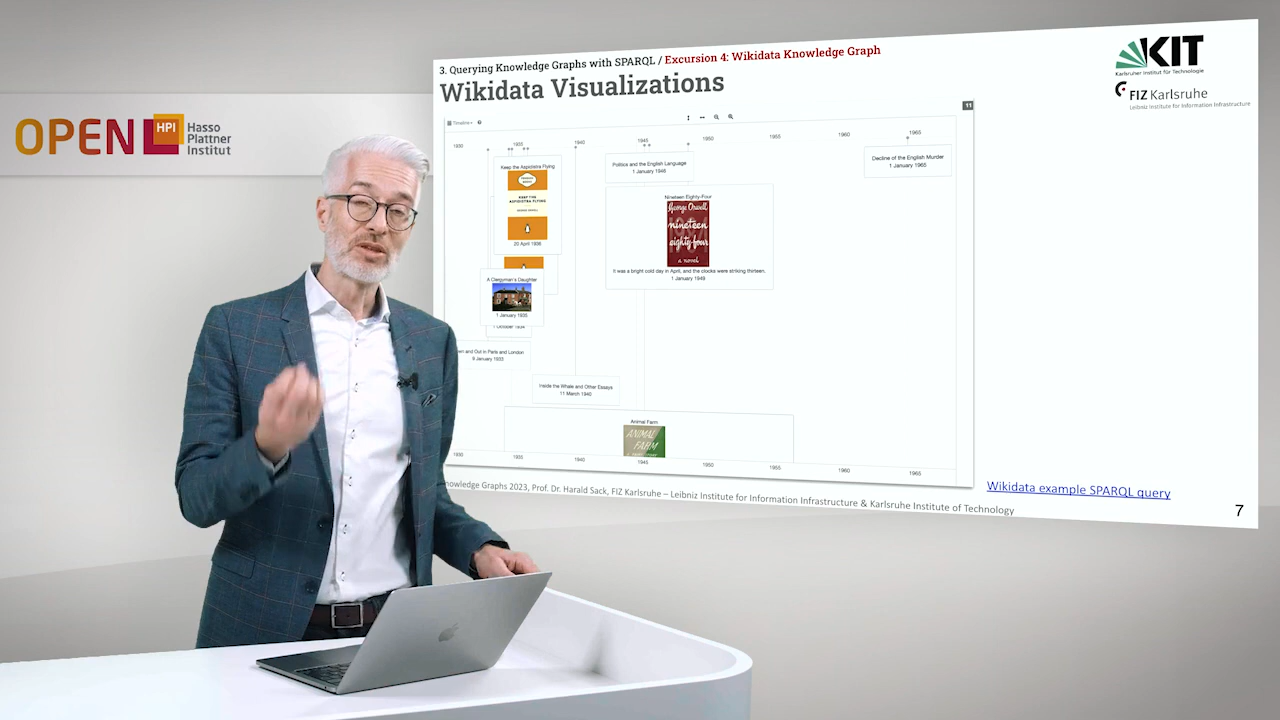 OPEN HPI Hasso
Plattner
Institut
3. Querying Knowledge Graphs with SPARQL / Excursion 4: Wikidata Knowledge Graph
Wikidata Visualizations
KIT
Karlsruher Institut für Technologie
FIZ Karlsruhe
Leibniz Institute for Information Infrastructure
Timeline
11
1930 1935 1940 1945 1950 1955 1960 1965
Keep the Aspidistra Flying
KEEP THE
ASPIDISTRA FLYING
GEORGE ORWELL
20 April 1936
Politics and the English Language
1 January 1946
Decline of the English Murder
1 January 1965
Nineteen Eighty-Four
George Orwell
nineteen
eighty-four
a novel
It was a bright cold day in April, and the clocks were striking thirteen.
1 January 1949
A Clergyman's Daughter
1 January 1935
1 October 1934
and Out in Paris and London
9 January 1933
Inside the Whale and Other Essays
11 March 1940
Animal Farm
ANIMAL
FARM
1930 1935 1940 1945 1950 1955 1960 1965
Wikidata example SPARQL query
nowledge Graphs 2023, Prof. Dr. Harald Sack, FIZ Karlsruhe – Leibniz Institute for Information Infrastructure & Karlsruhe Institute of Technology
7